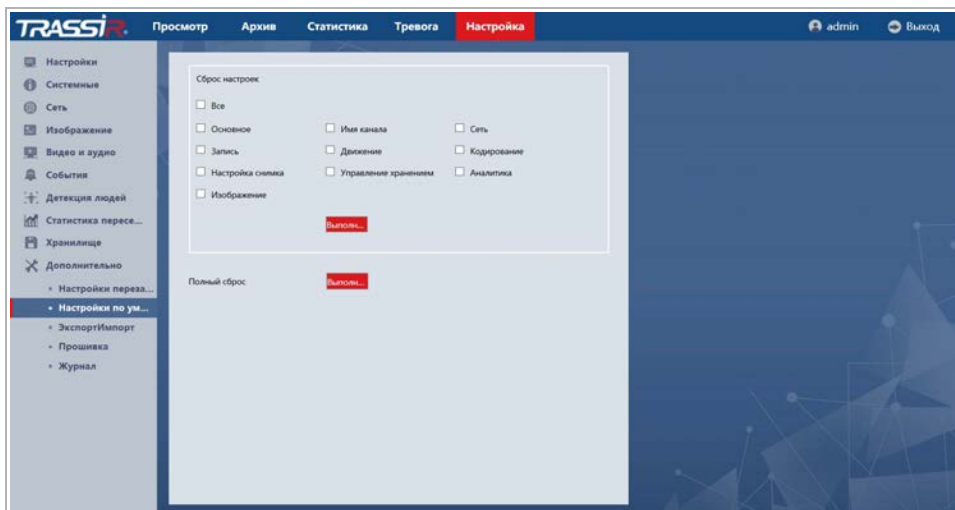 TRASSIR
Просмотр Архив Статистика Тревога Настройка admin Выход
Настройки
Системные
Сеть
Изображение
Видео и аудио
События
Детекция людей
Статистика пересе...
Хранилище
Дополнительно
Настройки переза...
Настройки по ум...
ЭкспортИмпорт
Прошивка
Журнал
Сброс настроек
Все
Основное Имя канала Сеть
Запись Движение Кодирование
Настройка снимка Управление хранением Аналитика
Изображение
Выполн...
Полный сброс Выполн...